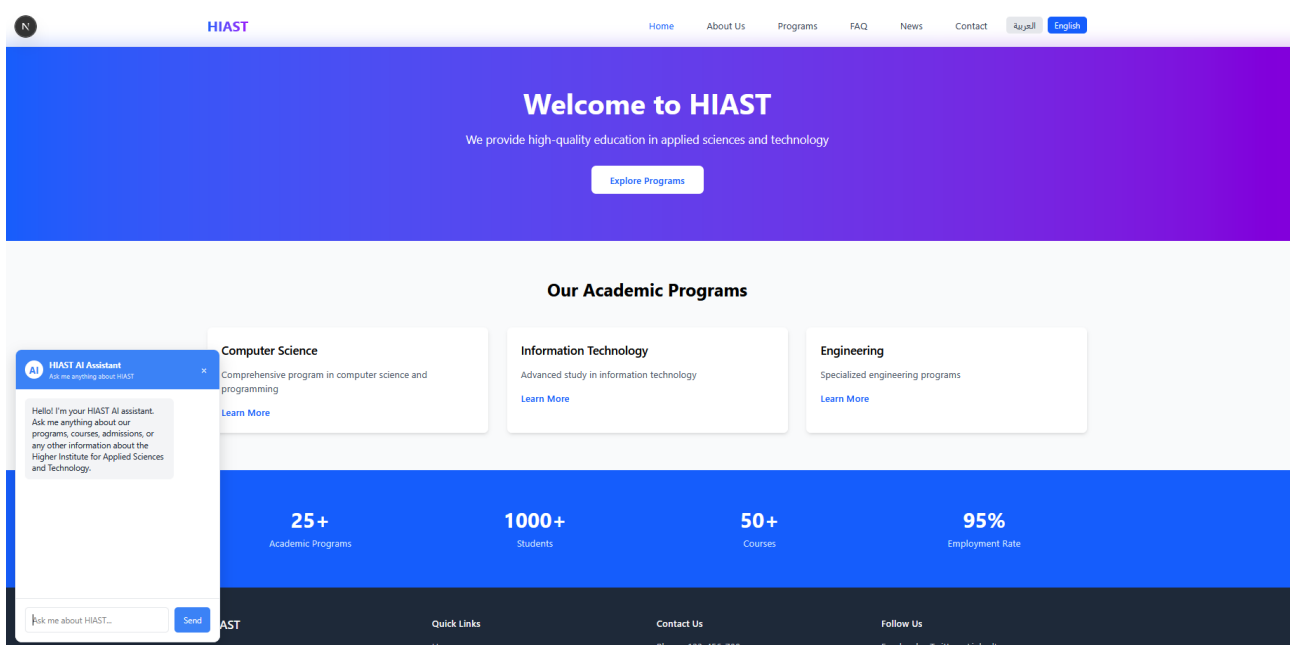 N
HIAST
Home About Us Programs FAQ News Contact العربية English
Welcome to HIAST
We provide high-quality education in applied sciences and technology
Explore Programs
Our Academic Programs
Computer Science
Comprehensive program in computer science and
programming
Learn More
Information Technology
Advanced study in information technology
Learn More
Engineering
Specialized engineering programs
Learn More
AI
HIAST AI Assistant
Ask me anything about HIAST
×
Hello! I'm your HIAST AI assistant.
Ask me anything about our
programs, courses, admissions, or
any other information about the
Higher Institute for Applied Sciences
and Technology.
Ask me about HIAST...
Send
25+
Academic Programs
1000+
Students
50+
Courses
95%
Employment Rate
AST
Quick Links
Contact Us
Follow Us